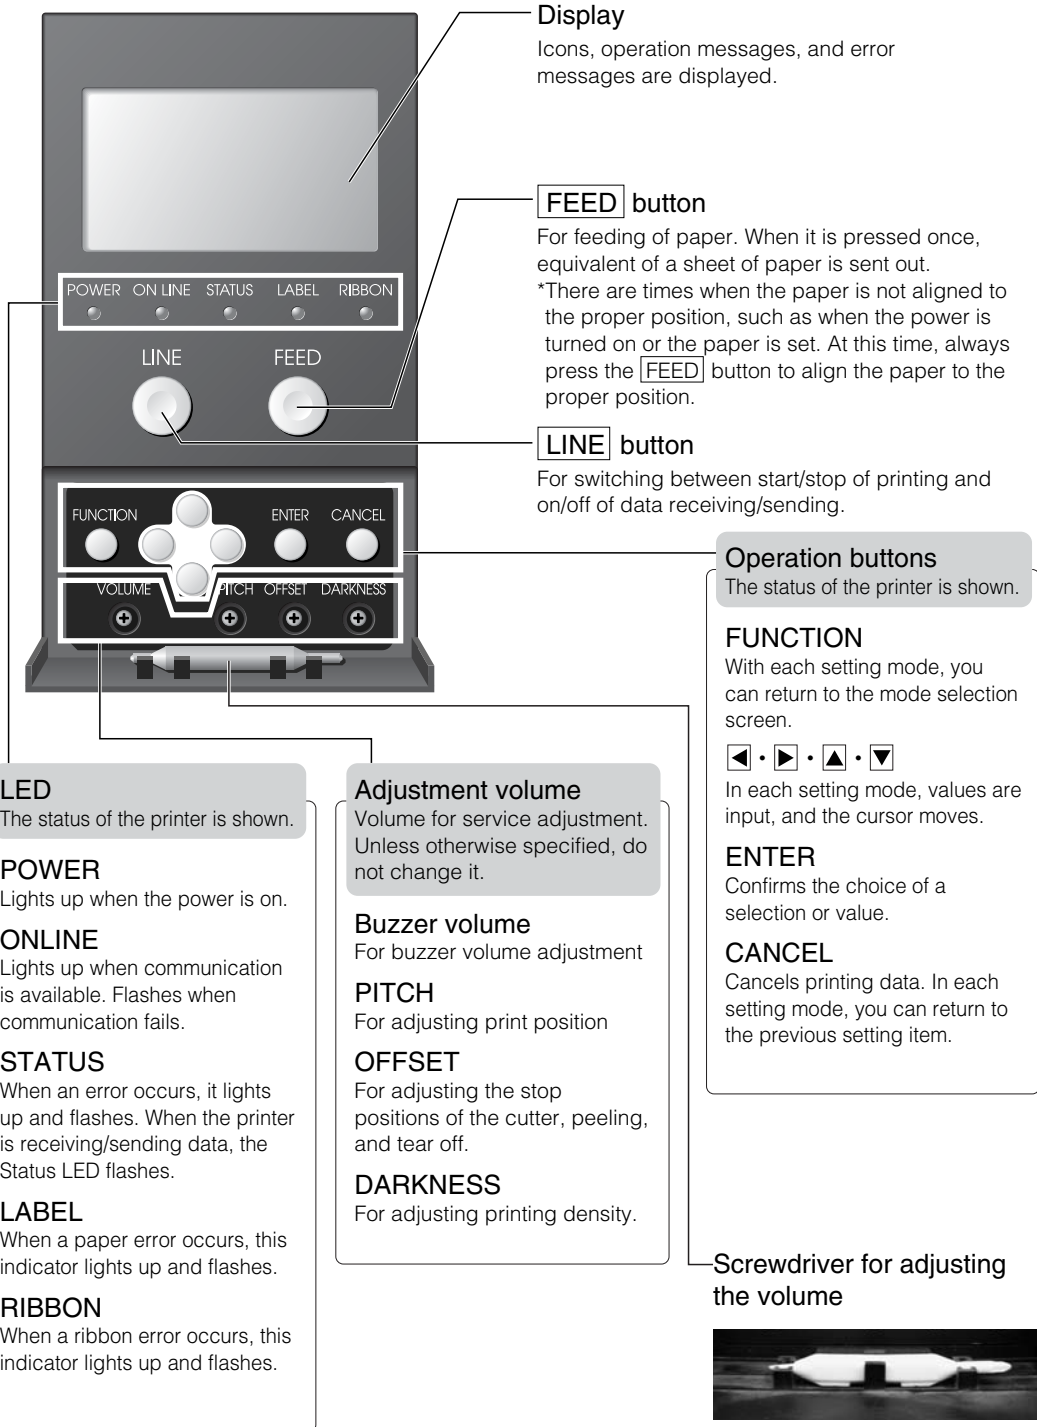 Display
Icons, operation messages, and error
messages are displayed.
FEED button
For feeding of paper. When it is pressed once,
equivalent of a sheet of paper is sent out.
*There are times when the paper is not aligned to
the proper position, such as when the power is
turned on or the paper is set. At this time, always
press the FEED button to align the paper to the
proper position.
LINE button
For switching between start/stop of printing and
on/off of data receiving/sending.
POWER ON LINE STATUS LABEL RIBBON
LINE FEED
FUNCTION ENTER CANCEL
VOLUME PITCH OFFSET DARKNESS
Operation buttons
The status of the printer is shown.
FUNCTION
With each setting mode, you
can return to the mode selection
screen.
◀ • ▶ • ▲ • ▼
In each setting mode, values are
input, and the cursor moves.
ENTER
Confirms the choice of a
selection or value.
CANCEL
Cancels printing data. In each
setting mode, you can return to
the previous setting item.
LED
The status of the printer is shown.
POWER
Lights up when the power is on.
ONLINE
Lights up when communication
is available. Flashes when
communication fails.
STATUS
When an error occurs, it lights
up and flashes. When the printer
is receiving/sending data, the
Status LED flashes.
LABEL
When a paper error occurs, this
indicator lights up and flashes.
RIBBON
When a ribbon error occurs, this
indicator lights up and flashes.
Adjustment volume
Volume for service adjustment.
Unless otherwise specified, do
not change it.
Buzzer volume
For buzzer volume adjustment
PITCH
For adjusting print position
OFFSET
For adjusting the stop
positions of the cutter, peeling,
and tear off.
DARKNESS
For adjusting printing density.
Screwdriver for adjusting
the volume